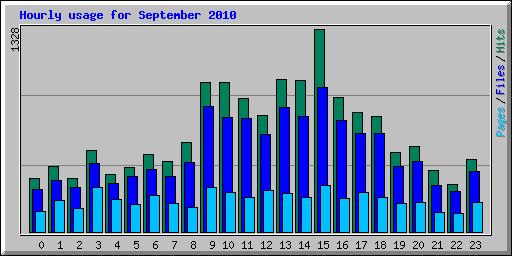 Hourly usage for September 2010
1328
Pages/Files/Hits
0 1 2 3 4 5 6 7 8 9 10 11 12 13 14 15 16 17 18 19 20 21 22 23